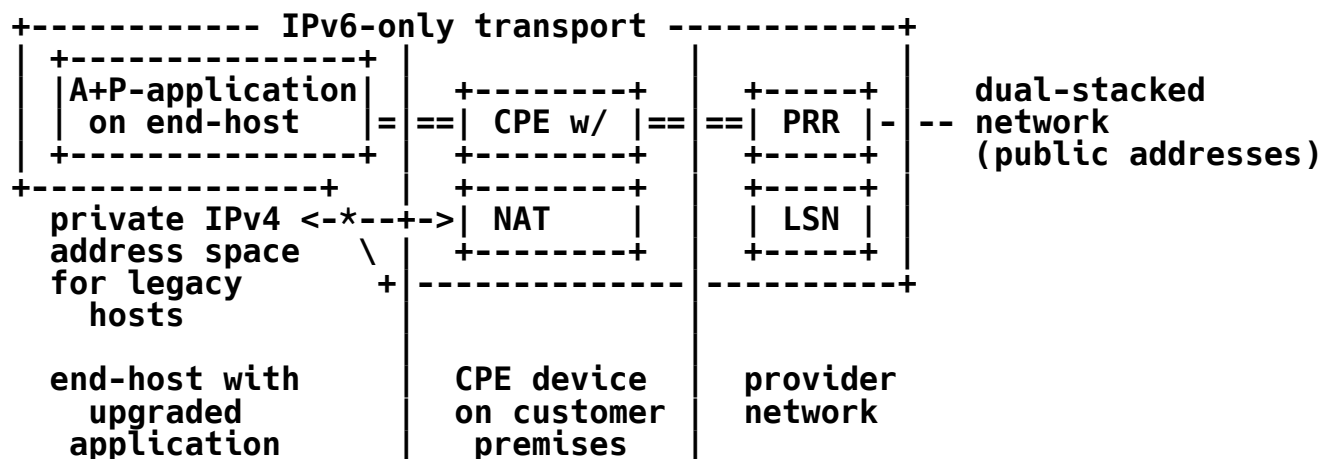 +------------ IPv6-only transport ------------+
| +---------------+ |              |          |
| |A+P-application| |  +--------+  |  +-----+ |  dual-stacked
| | on end-host   |=|==| CPE w/ |==|==| PRR |-|-- network
| +---------------+ |  +--------+  |  +-----+ |  (public addresses)
+---------------+   |  +--------+  |  +-----+ |
  private IPv4 <-*--+->| NAT    |  |  | LSN | |
  address space   \ |  +--------+  |  +-----+ |
  for legacy       +|--------------|----------+
    hosts           |              |
                    |              |
  end-host with     |  CPE device  |  provider
    upgraded        |  on customer |  network
   application      |   premises   |